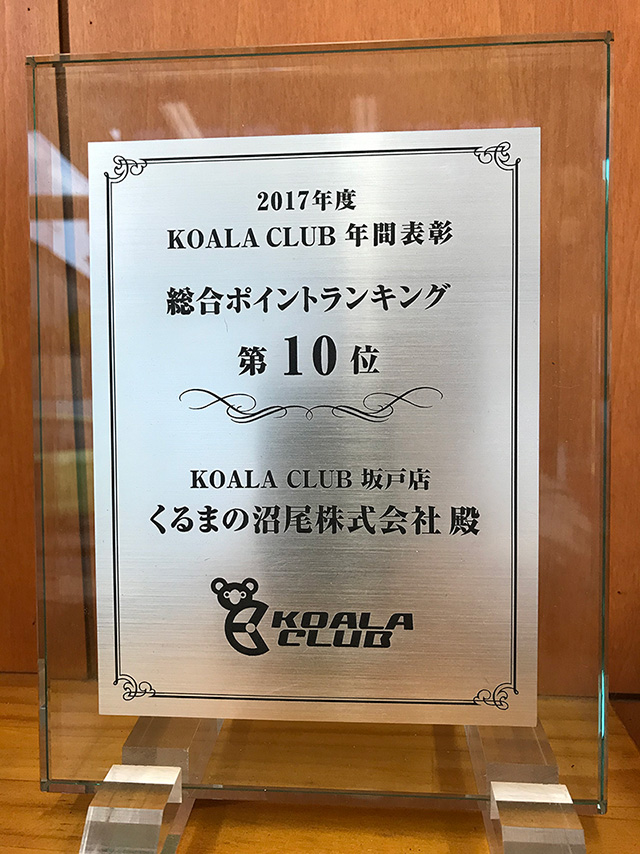 2017年度
KOALA CLUB 年間表彰
総合ポイントランキング
第 10 位
KOALA CLUB 坂戸店
くるまの沼尾株式会社 殿
KOALA
CLUB